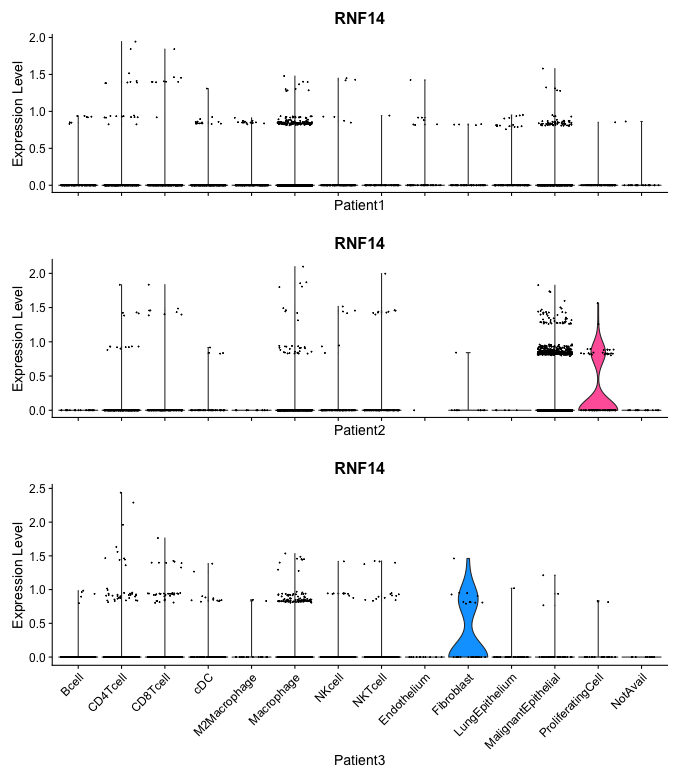 RNF14
2.0
1.5
1.0
0.5
0.0
Expression Level
Patient1
RNF14
2.0
1.5
1.0
0.5
0.0
Expression Level
Patient2
RNF14
2.5
2.0
1.5
1.0
0.5
0.0
Expression Level
Bcell
CD4Tcell
CD8Tcell
cDC
M2Macrophage
Macrophage
NKcell
NKTcell
Endothelium
Fibroblast
LungEpithelium
MalignantEpithelial
ProliferatingCell
NotAvail
Patient3